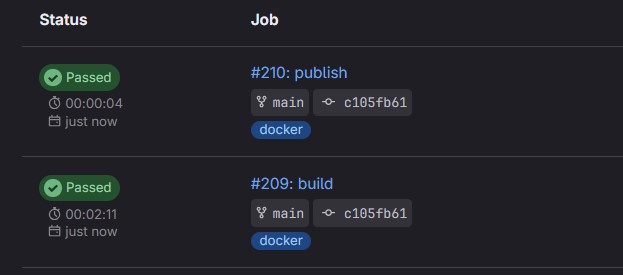 Status Job
Passed #210: publish
00:00:04 main c105fb61
just now docker
Passed #209: build
00:02:11 main c105fb61
just now docker